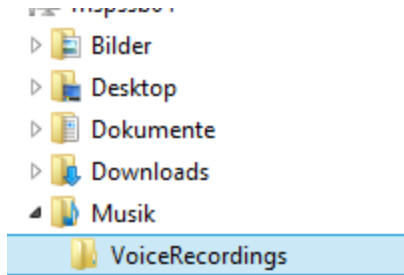 Bilder
Desktop
Dokumente
Downloads
Musik
VoiceRecordings